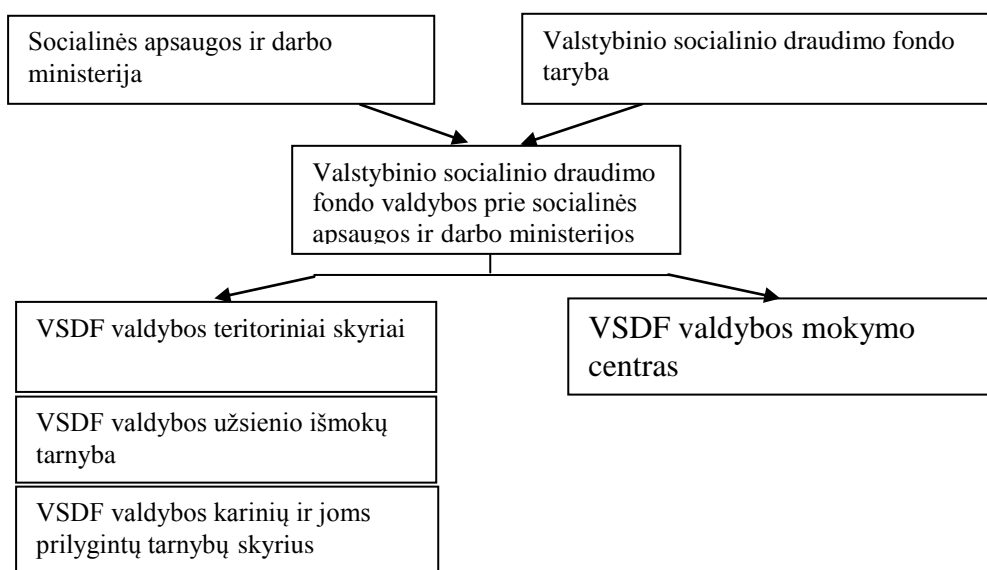 Socialinės apsaugos ir darbo
ministerija
Valstybinio socialinio draudimo fondo
taryba
Valstybinio socialinio draudimo
fondo valdybos prie socialinės
apsaugos ir darbo ministerijos
VSDF valdybos teritoriniai skyriai
VSDF valdybos mokymo
centras
VSDF valdybos užsienio išmokų
tarnyba
VSDF valdybos karinių ir joms
prilygintų tarnybų skyrius